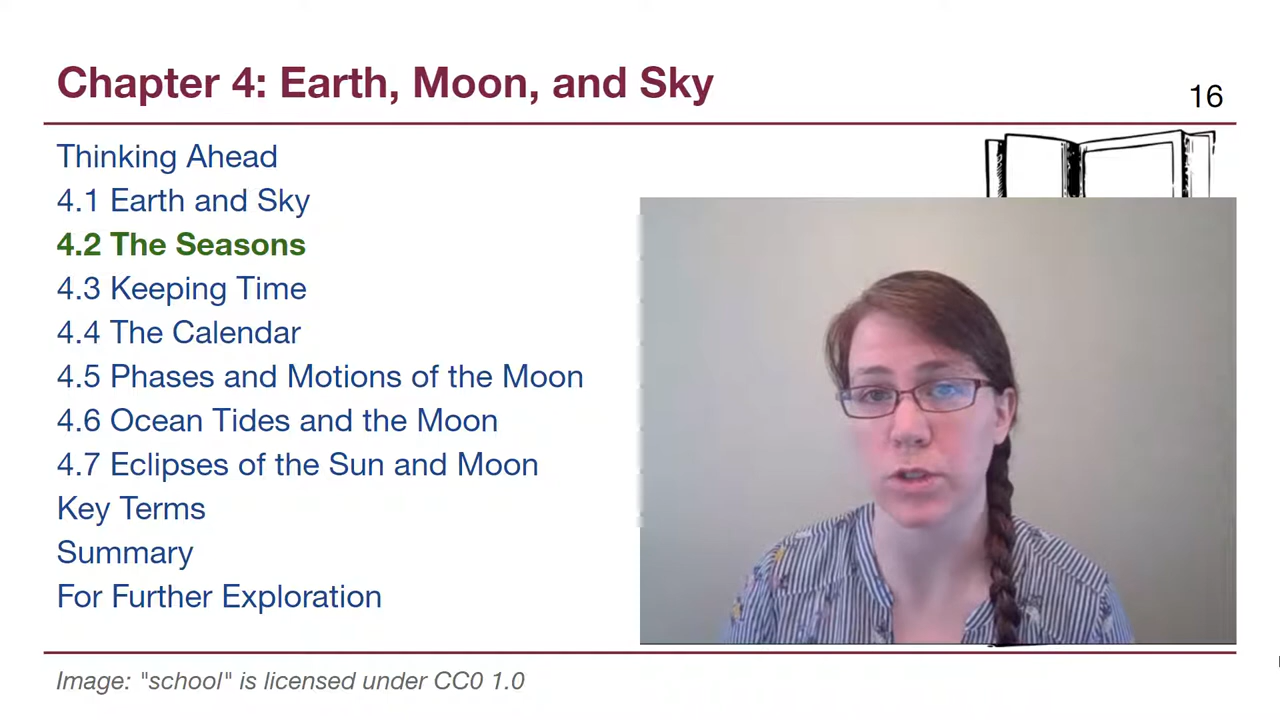 Chapter 4: Earth, Moon, and Sky
16
Thinking Ahead
4.1 Earth and Sky
4.2 The Seasons
4.3 Keeping Time
4.4 The Calendar
4.5 Phases and Motions of the Moon
4.6 Ocean Tides and the Moon
4.7 Eclipses of the Sun and Moon
Key Terms
Summary
For Further Exploration
Image: "school" is licensed under CC0 1.0